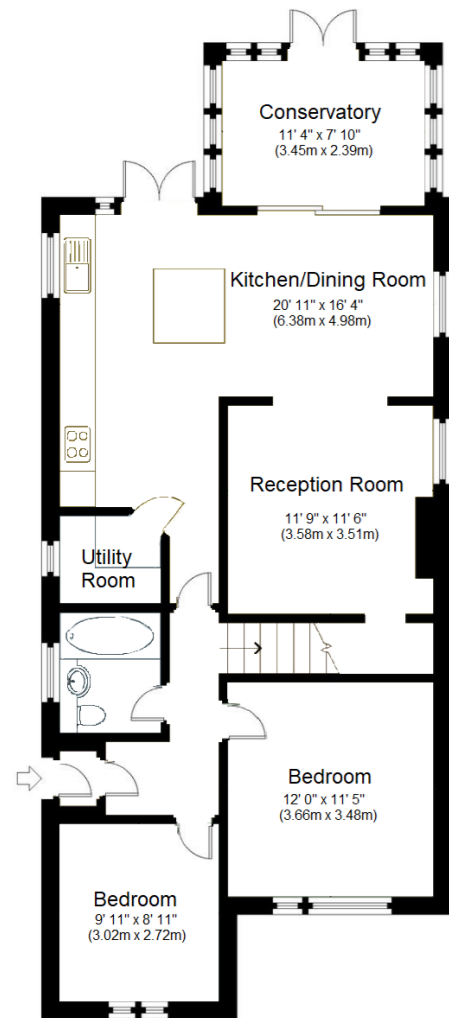 Conservatory
11' 4" x 7' 10"
(3.45m x 2.39m)
Kitchen/Dining Room
20' 11" x 16' 4"
(6.38m x 4.98m)
Reception Room
11' 9" x 11' 6"
(3.58m x 3.51m)
Utility
Room
Bedroom
12' 0" x 11' 5"
(3.66m x 3.48m)
Bedroom
9' 11" x 8' 11"
(3.02m x 2.72m)